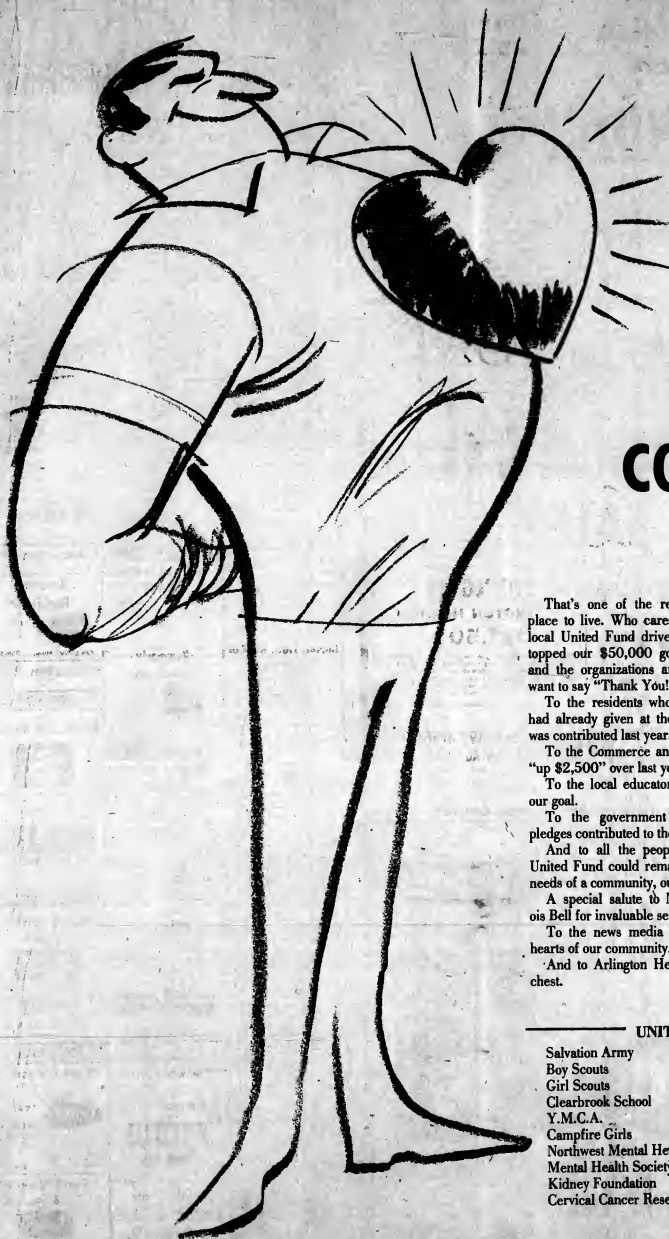 CO
That's one of the re
place to live. Who care
local United Fund drive
topped our $50,000 go
and the organizations a
want to say "Thank You!
To the residents who
had already given at th
was contributed last year.
To the Commerce an
"up $2,500" over last ye
To the local educator
our goal.
To the government
pledges contributed to th
And to all the peop
United Fund could rema
needs of a community, ou
A special salute to
ois Bell for invaluable se
To the news media
hearts of our community.
And to Arlington He
chest.
UNIT
Salvation Army
Boy Scouts
Girl Scouts
Clearbrook School
Y.M.C.A.
Campfire Girls
Northwest Mental He
Mental Health Society
Kidney Foundation
Cervical Cancer Rese